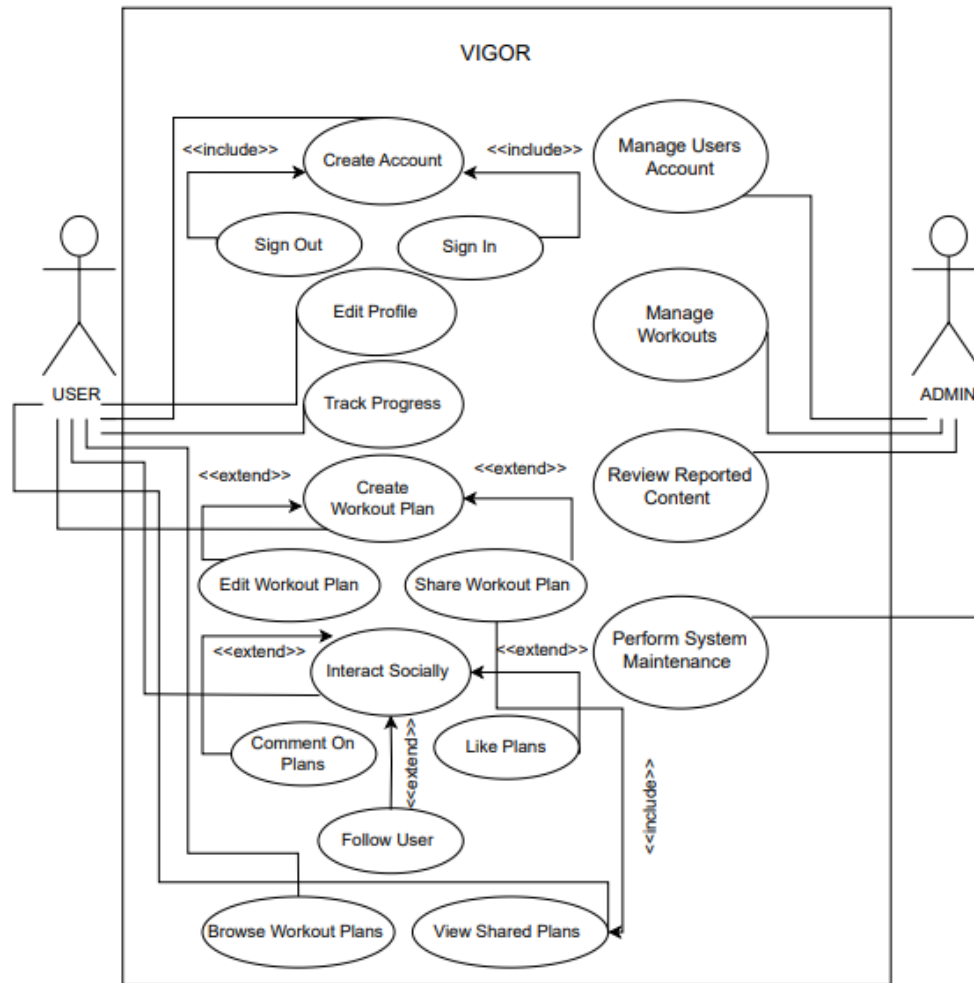 VIGOR
<<include>>
Create Account
<<include>>
Manage Users
Account
Sign Out
Sign In
Edit Profile
Manage
Workouts
USER
Track Progress
ADMIN
<<extend>>
Create
Workout Plan
<<extend>>
Review Reported
Content
Edit Workout Plan
Share Workout Plan
<<extend>>
Interact Socially
<<extend>>
Perform System
Maintenance
Comment On
Plans
<<extend>>
Like Plans
<<include>>
Follow User
Browse Workout Plans
View Shared Plans